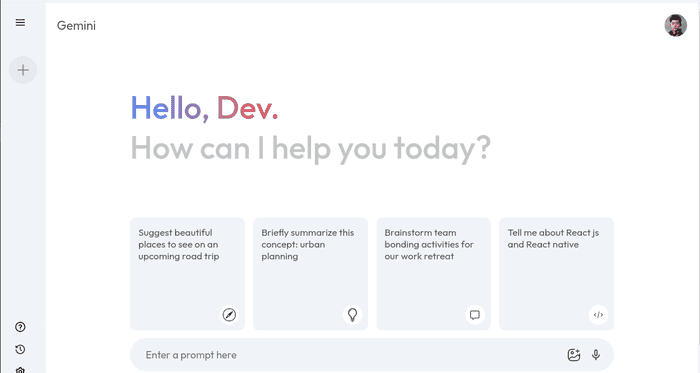 Gemini
Hello, Dev.
How can I help you today?
Suggest beautiful
places to see on an
upcoming road trip
Briefly summarize this
concept: urban
planning
Brainstorm team
bonding activities for
our work retreat
Tell me about React js
and React native
Enter a prompt here